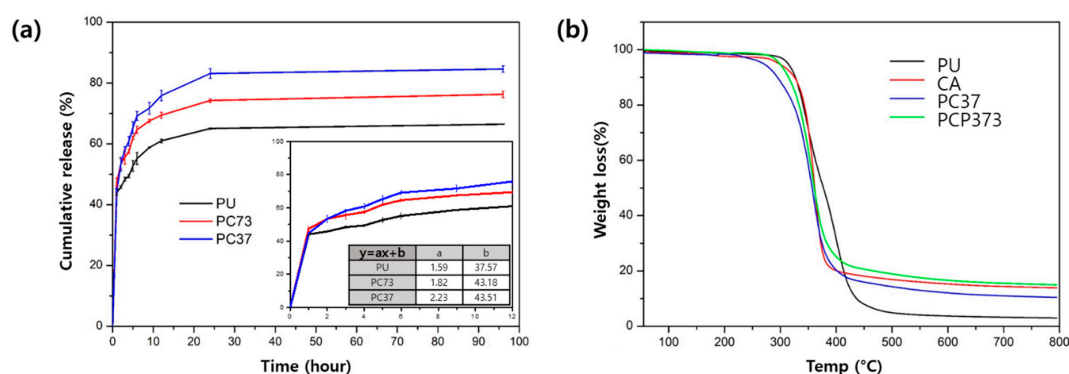 (a)
100
80
60
40
20
0
Cumulative release (%)
0 10 20 30 40 50 60 70 80 90 100
Time (hour)
PU
PC73
PC37
100
80
60
40
20
0
0 2 4 6 8 10 12
y=ax+b a b
PU 1.59 37.57
PC73 1.82 43.18
PC37 2.23 43.51
(b)
100
80
60
40
20
0
Weight loss(%)
100 200 300 400 500 600 700 800
Temp (°C)
PU
CA
PC37
PCP373